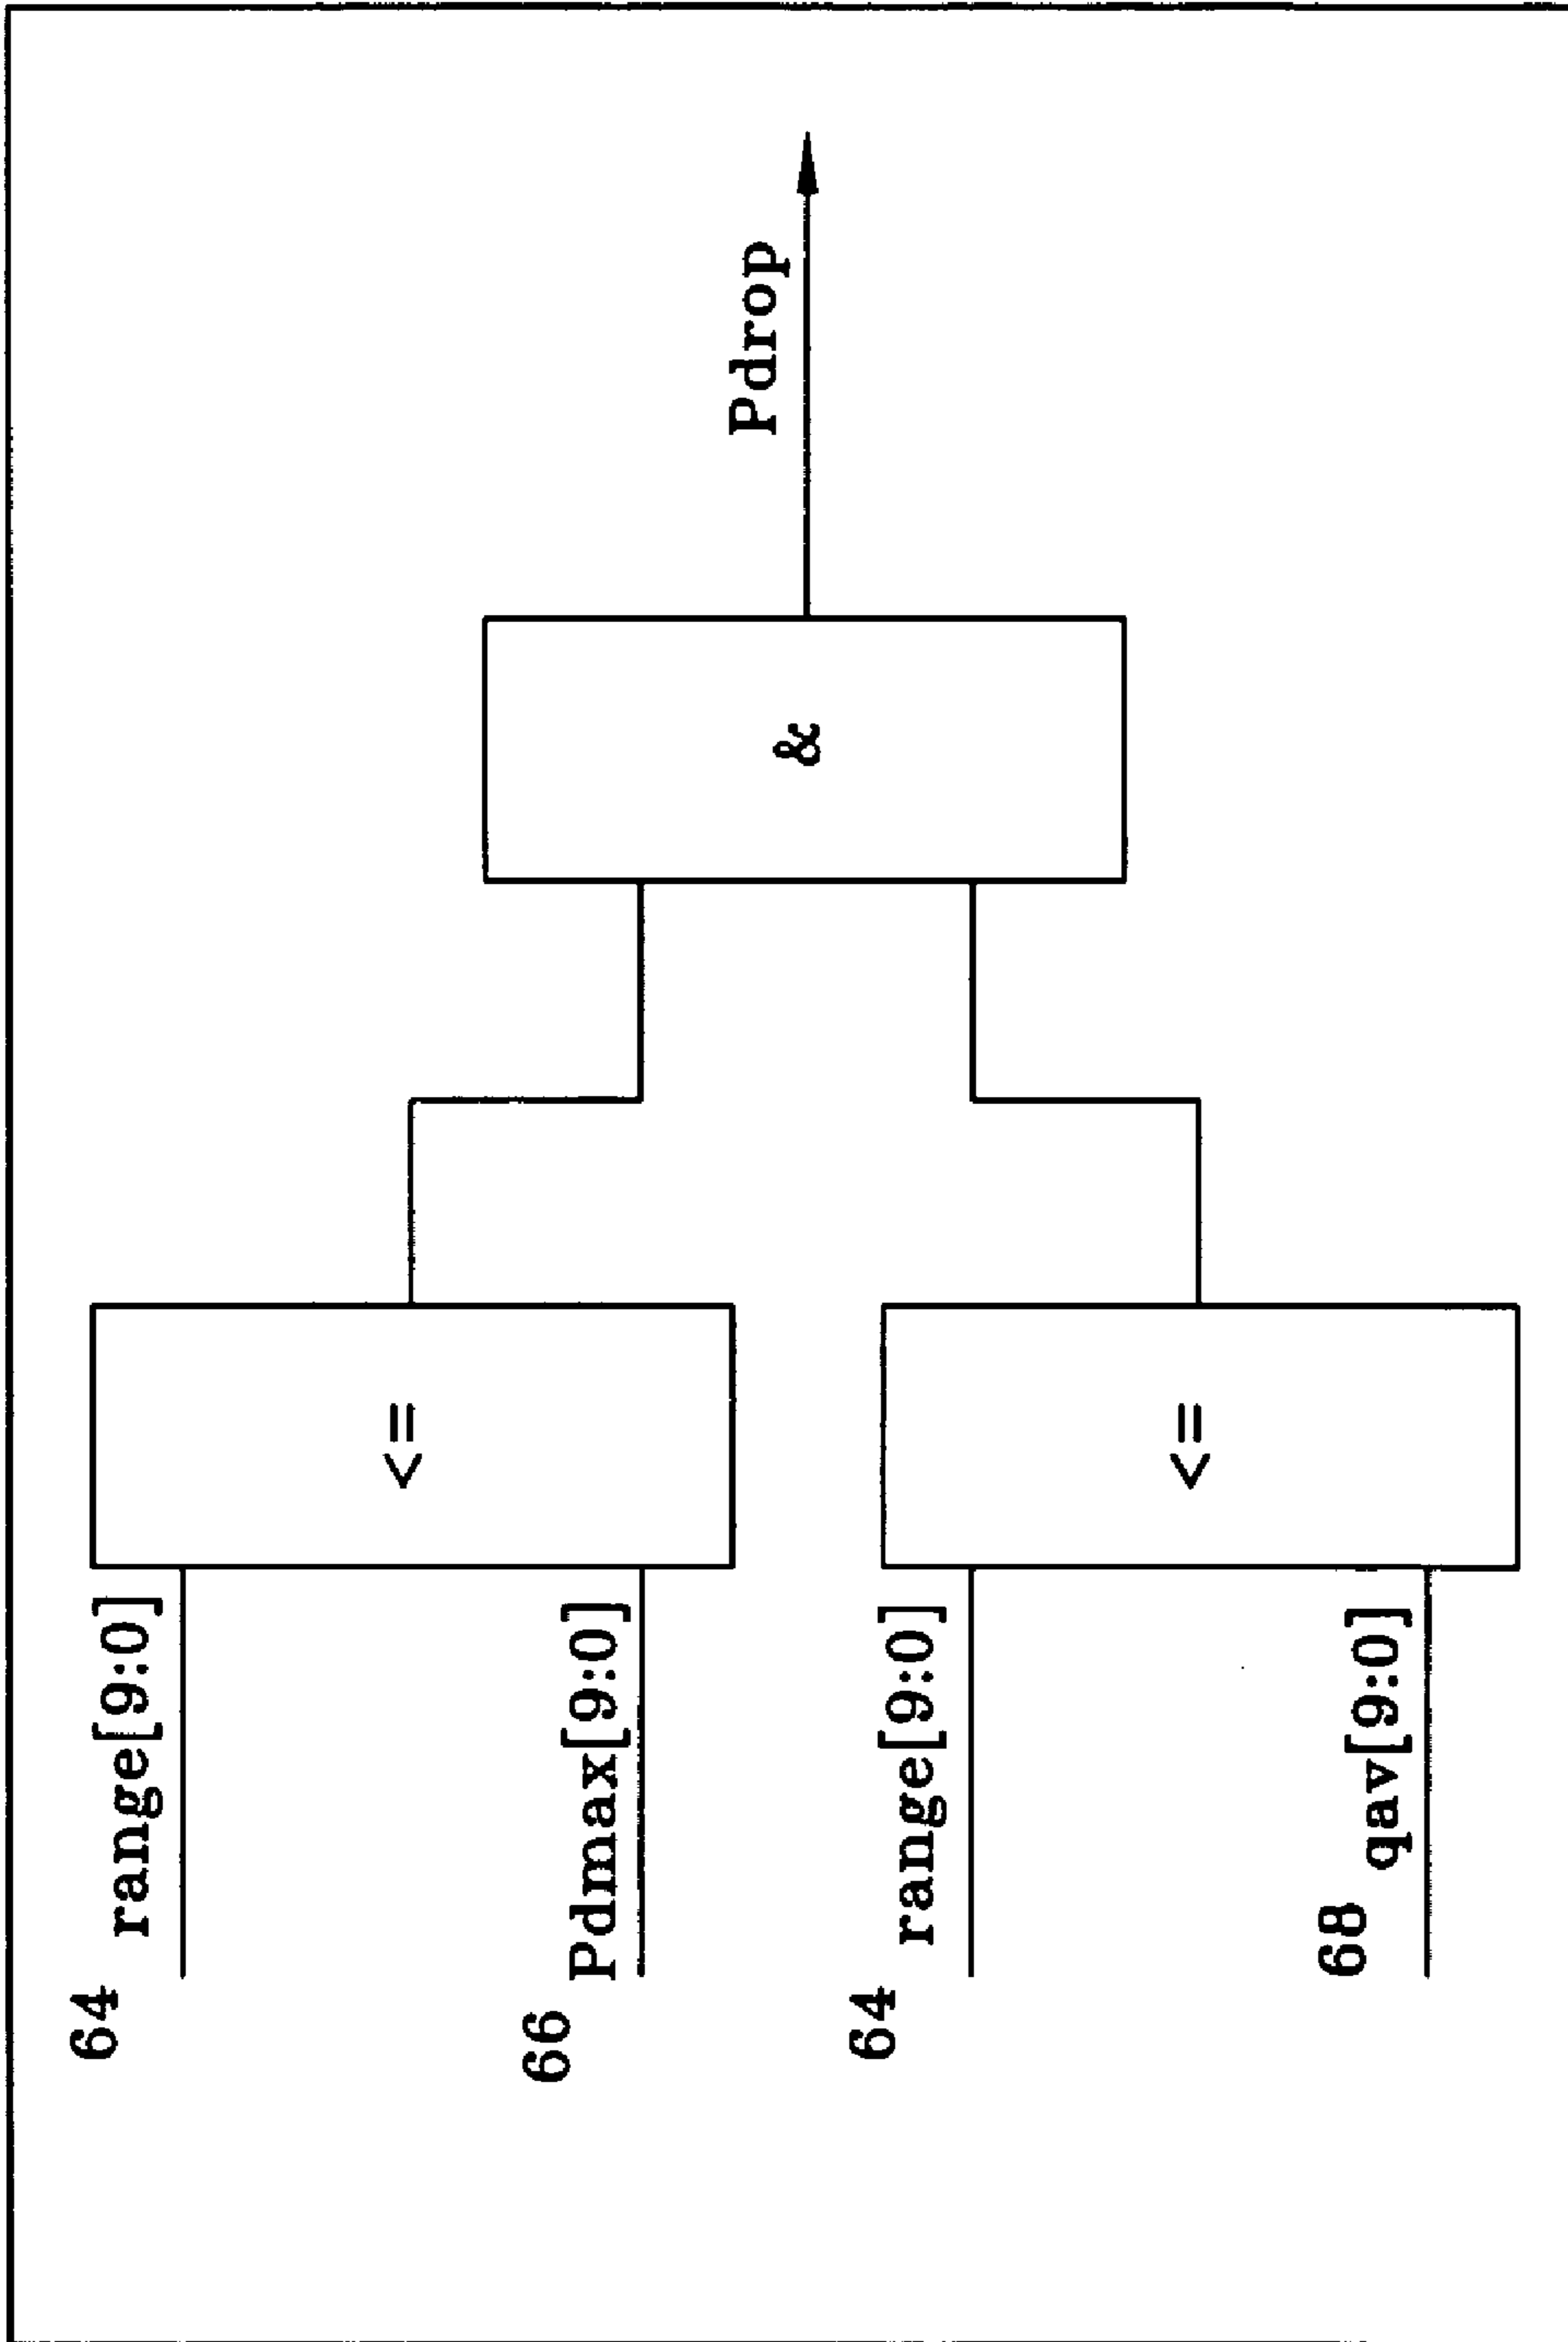 64
range[9:0]
66
Pdmax[9:0]
<=
64
range[9:0]
68
qav[9:0]
<=
&
Pdrop